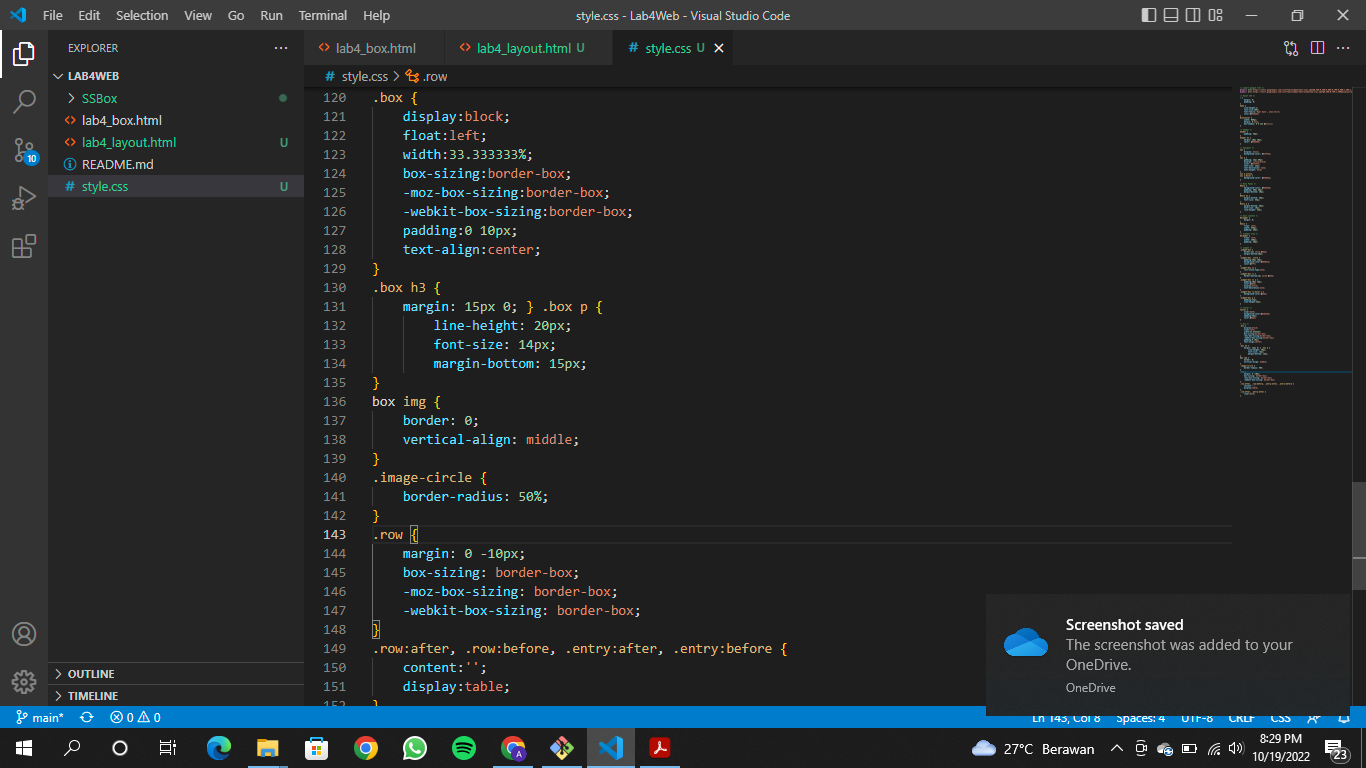 File Edit Selection View Go Run Terminal Help
style.css - Lab4Web - Visual Studio Code
EXPLORER
LAB4WEB
SSBox
lab4_box.html
lab4_layout.html U
README.md
style.css U
OUTLINE
TIMELINE
10
lab4_box.html
lab4_layout.html U
style.css U
style.css > .row
120 .box {
121 display:block;
122 float:left;
123 width:33.333333%;
124 box-sizing:border-box;
125 -moz-box-sizing:border-box;
126 -webkit-box-sizing:border-box;
127 padding:0 10px;
128 text-align:center;
129 }
130 .box h3 {
131 margin: 15px 0; } .box p {
132 line-height: 20px;
133 font-size: 14px;
134 margin-bottom: 15px;
135 }
136 box img {
137 border: 0;
138 vertical-align: middle;
139 }
140 .image-circle {
141 border-radius: 50%;
142 }
143 .row {
144 margin: 0 -10px;
145 box-sizing: border-box;
146 -moz-box-sizing: border-box;
147 -webkit-box-sizing: border-box;
148 }
149 .row:after, .row:before, .entry:after, .entry:before {
150 content:'';
151 display:table;
152 }
Screenshot saved
The screenshot was added to your
OneDrive.
OneDrive
main* 0 0
Ln 143, Col 8 Spaces: 4 UTF-8 CRLF CSS
27°C Berawan
8:29 PM
10/19/2022
23